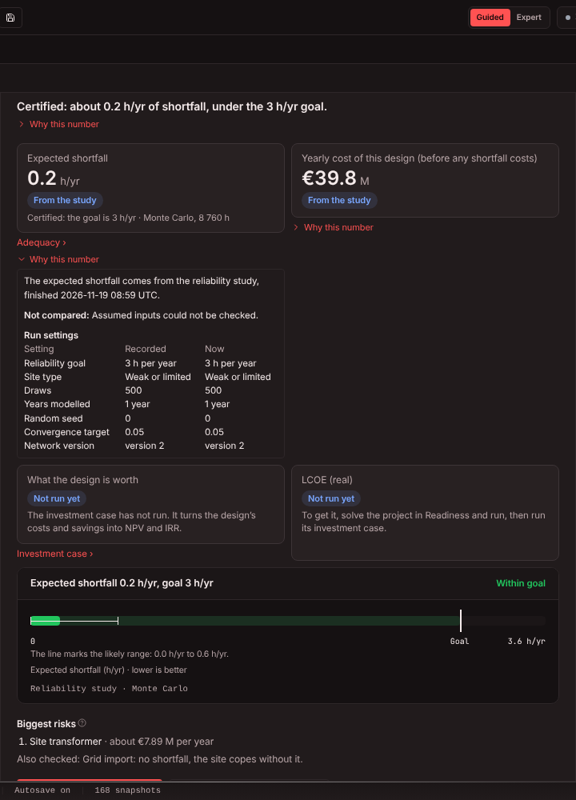 Guided Expert
Certified: about 0.2 h/yr of shortfall, under the 3 h/yr goal.
Why this number
Expected shortfall
0.2 h/yr
From the study
Certified: the goal is 3 h/yr · Monte Carlo, 8 760 h
Yearly cost of this design (before any shortfall costs)
€39.8 M
From the study
Why this number
Adequacy ›
Why this number
The expected shortfall comes from the reliability study,
finished 2026-11-19 08:59 UTC.
Not compared: Assumed inputs could not be checked.
Run settings
Setting Recorded Now
Reliability goal 3 h per year 3 h per year
Site type Weak or limited Weak or limited
Draws 500 500
Years modelled 1 year 1 year
Random seed 0 0
Convergence target 0.05 0.05
Network version version 2 version 2
What the design is worth
Not run yet
The investment case has not run. It turns the design's
costs and savings into NPV and IRR.
LCOE (real)
Not run yet
To get it, solve the project in Readiness and run, then run
its investment case.
Investment case ›
Expected shortfall 0.2 h/yr, goal 3 h/yr Within goal
0 Goal 3.6 h/yr
The line marks the likely range: 0.0 h/yr to 0.6 h/yr.
Expected shortfall (h/yr) · lower is better
Reliability study · Monte Carlo
Biggest risks ?
1. Site transformer · about €7.89 M per year
Also checked: Grid import: no shortfall, the site copes without it.
Autosave on 168 snapshots